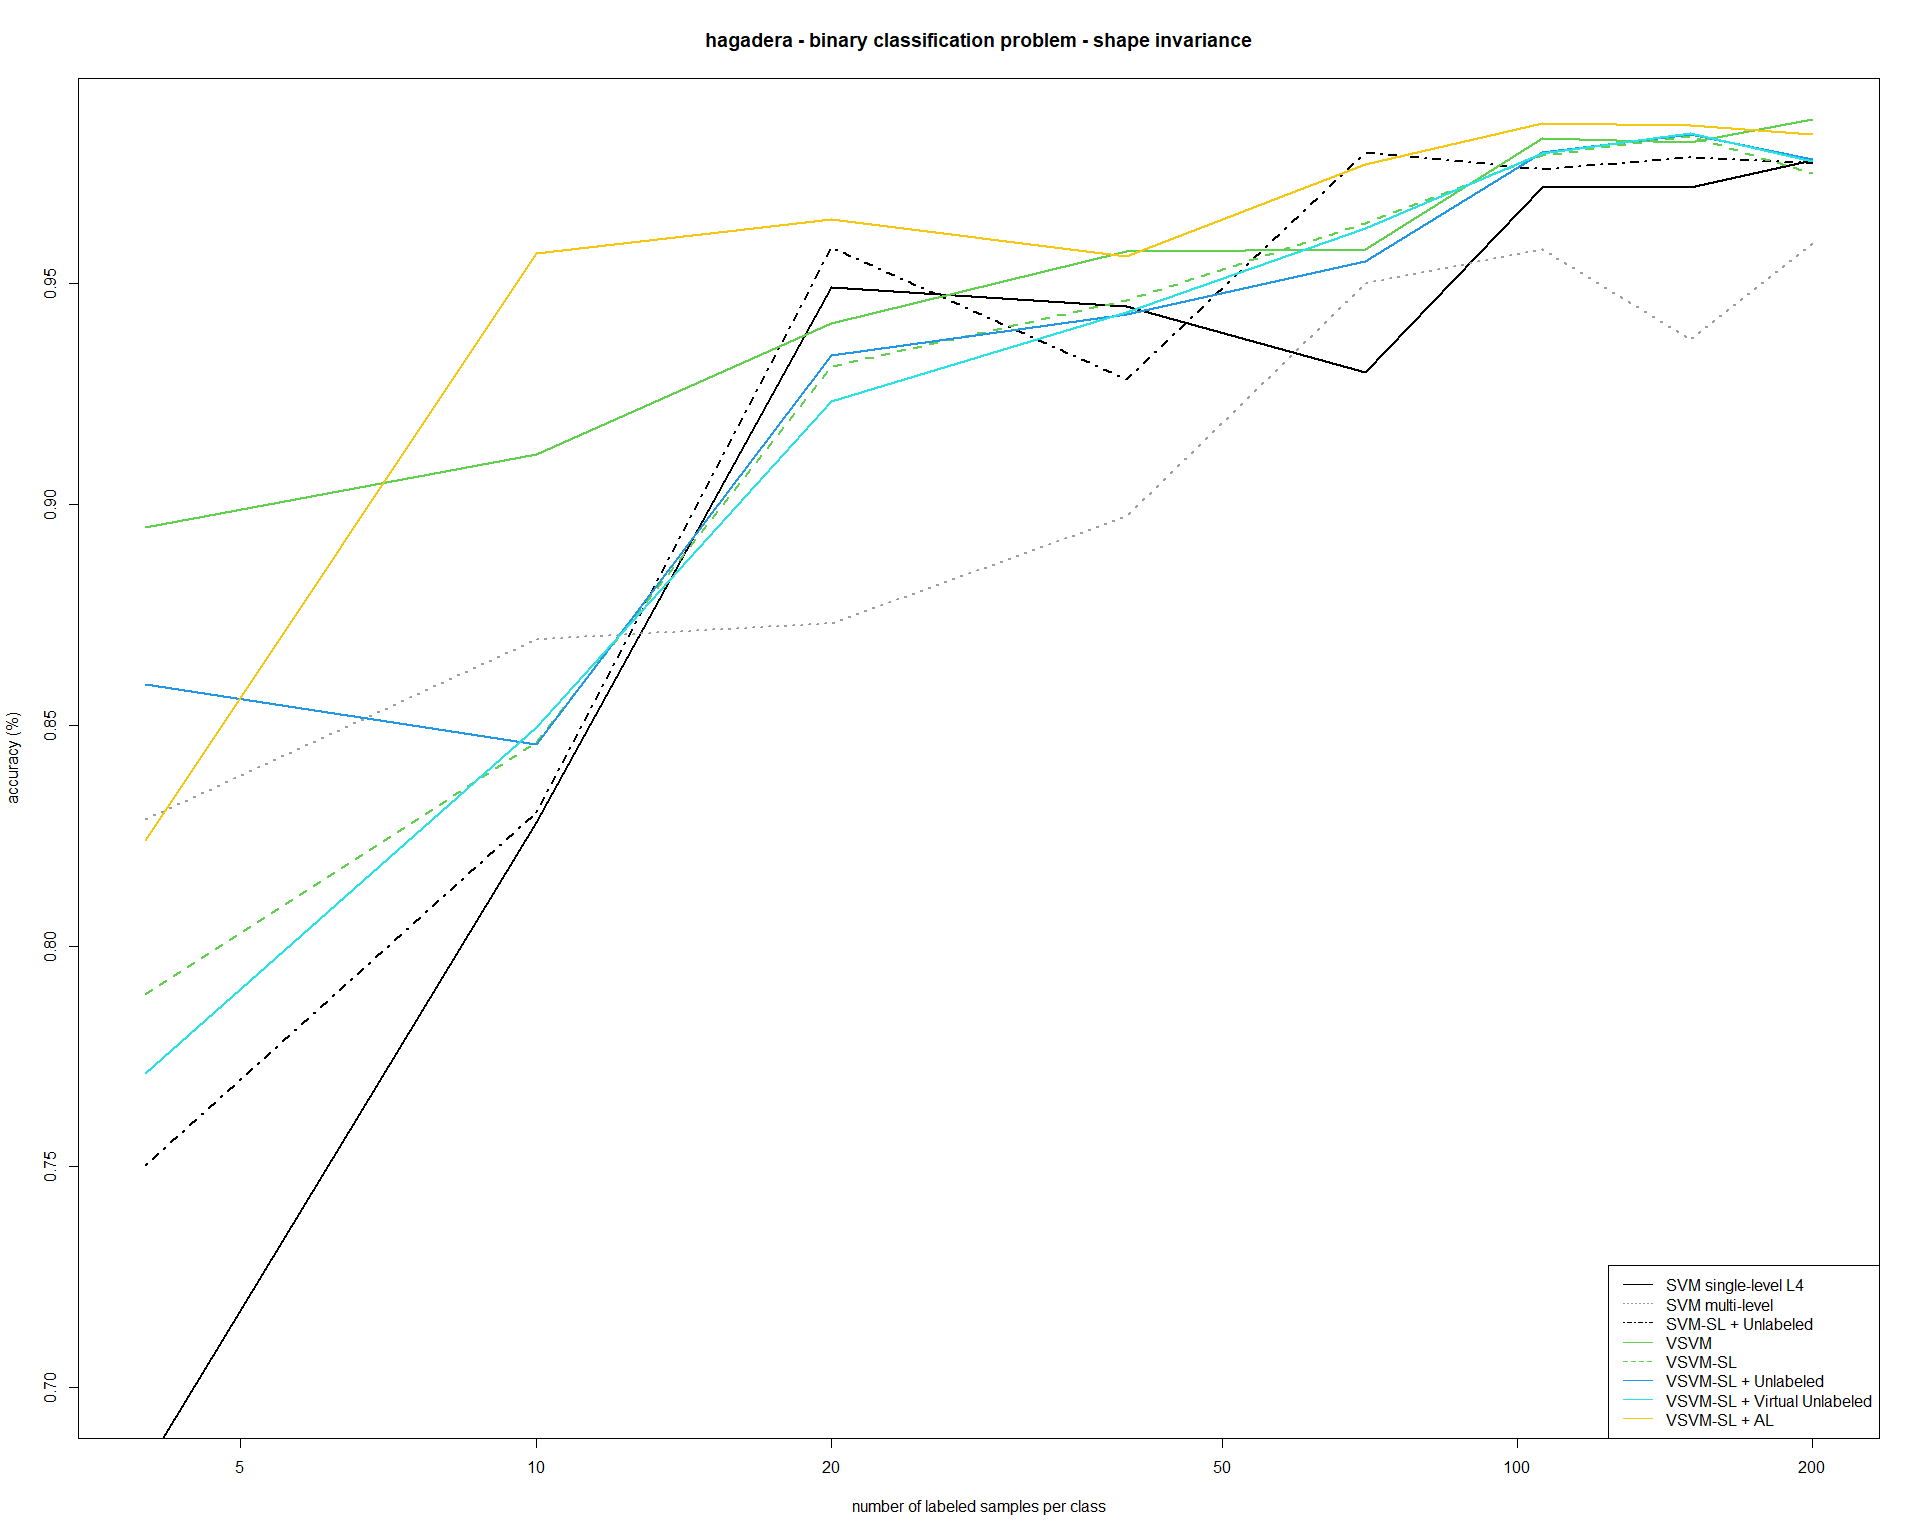 hagadera - binary classification problem - shape invariance
accuracy (%)
0.95
0.90
0.85
0.80
0.75
0.70
5
10
20
50
100
200
number of labeled samples per class
SVM single-level L4
SVM multi-level
SVM-SL + Unlabeled
VSVM
VSVM-SL
VSVM-SL + Unlabeled
VSVM-SL + Virtual Unlabeled
VSVM-SL + AL